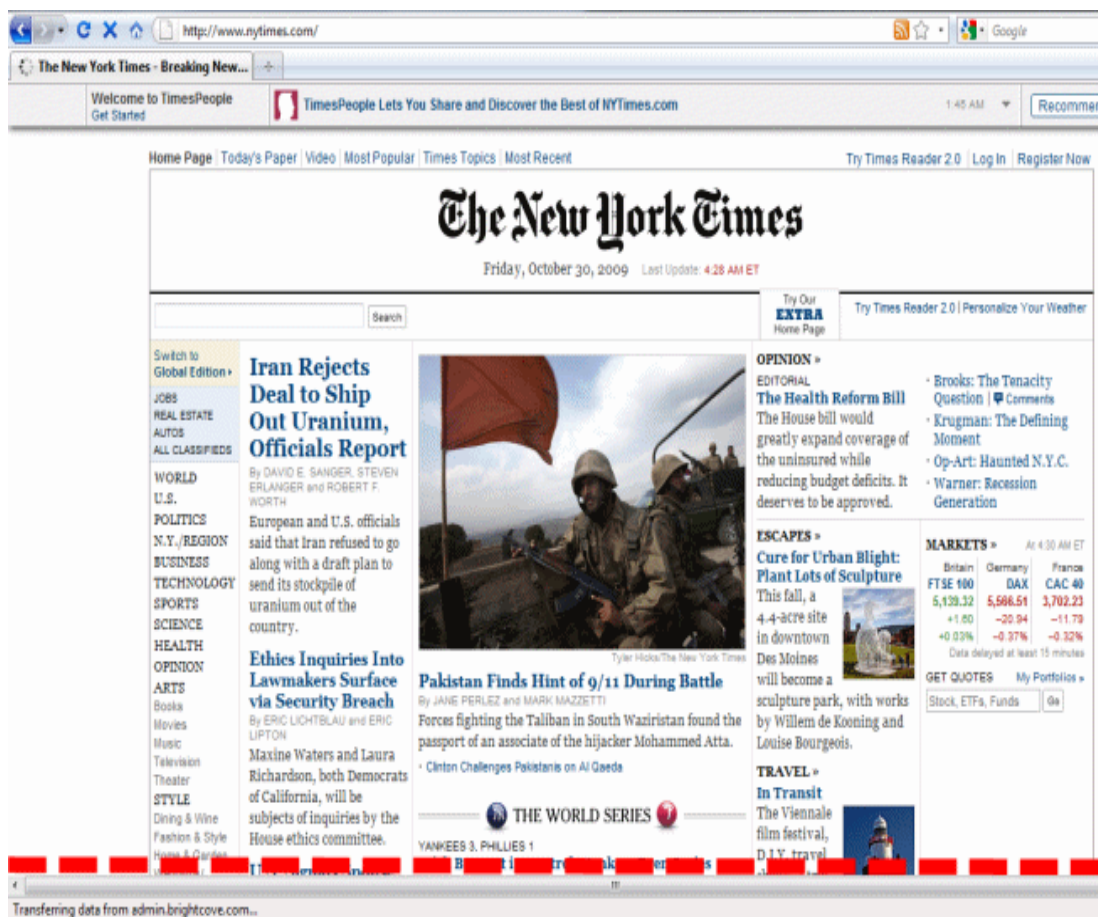 http://www.nytimes.com/
Google
The New York Times - Breaking New...
Welcome to TimesPeople
Get Started
TimesPeople Lets You Share and Discover the Best of NYTimes.com
1:45 AM
Recommen
Home Page Today's Paper Video Most Popular Times Topics Most Recent
Try Times Reader 2.0 Log In Register Now
The New York Times
Friday, October 30, 2009 Last Update: 4:28 AM ET
Search
Try Our
EXTRA
Home Page
Try Times Reader 2.0 | Personalize Your Weather
Switch to
Global Edition
JOBS
REAL ESTATE
AUTOS
ALL CLASSIFIEDS
WORLD
U.S.
POLITICS
N.Y./REGION
BUSINESS
TECHNOLOGY
SPORTS
SCIENCE
HEALTH
OPINION
ARTS
Books
Movies
Music
Television
Theater
STYLE
Dining & Wine
Fashion & Style
Home & Garden
Iran Rejects
Deal to Ship
Out Uranium,
Officials Report
By DAVID E. SANGER, STEVEN
ERLANGER and ROBERT F.
WORTH
European and U.S. officials
said that Iran refused to go
along with a draft plan to
send its stockpile of
uranium out of the
country.
Ethics Inquiries Into
Lawmakers Surface
via Security Breach
By ERIC LICHTBLAU and ERIC
LIPTON
Maxine Waters and Laura
Richardson, both Democrats
of California, will be
subjects of inquiries by the
House ethics committee.
Tyler Hicks/The New York Times
Pakistan Finds Hint of 9/11 During Battle
By JANE PERLEZ and MARK MAZZETTI
Forces fighting the Taliban in South Waziristan found the
passport of an associate of the hijacker Mohammed Atta.
Clinton Challenges Pakistanis on Al Qaeda
THE WORLD SERIES
YANKEES 3, PHILLIES 1
OPINION »
EDITORIAL
The Health Reform Bill
The House bill would
greatly expand coverage of
the uninsured while
reducing budget deficits. It
deserves to be approved.
Brooks: The Tenacity
Question | Comments
Krugman: The Defining
Moment
Op-Art: Haunted N.Y.C.
Warner: Recession
Generation
ESCAPES »
Cure for Urban Blight:
Plant Lots of Sculpture
This fall, a
4.4-acre site
in downtown
Des Moines
will become a
sculpture park, with works
by Willem de Kooning and
Louise Bourgeois.
TRAVEL »
In Transit
The Viennale
film festival,
D.I.Y. travel
MARKETS » At 4:30 AM ET
Britain Germany France
FTSE 100 DAX CAC 40
5,139.32 5,566.51 3,702.23
+1.60 −20.94 −11.79
+0.03% −0.37% −0.32%
Data delayed at least 15 minutes
GET QUOTES My Portfolios »
Stock, ETFs, Funds Go
Transferring data from admin.brightcove.com...